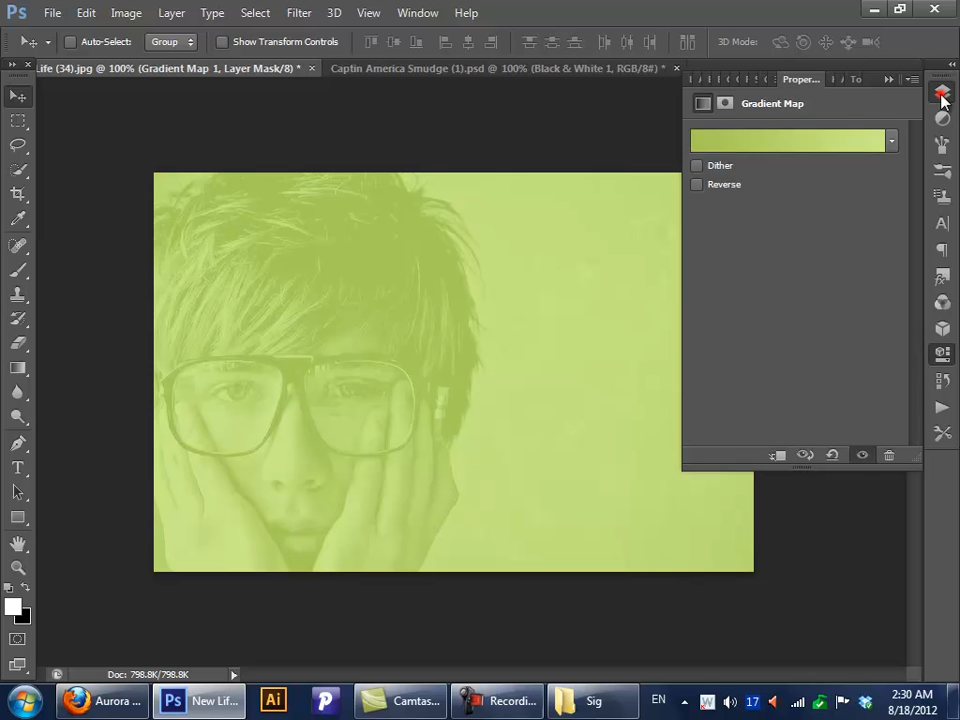 Ps File Edit Image Layer Type Select Filter 3D View Window Help
Auto-Select: Group Show Transform Controls 3D Mode:
Life (34).jpg @ 100% (Gradient Map 1, Layer Mask/8) * × Captin America Smudge (1).psd @ 100% (Black & White 1, RGB/8#) * ×
Proper... To
Gradient Map
Dither
Reverse
100% Doc: 798.8K/798.8K
Aurora ... Ps New Lif... Ai Camtas... Recordi... Sig EN 17 2:30 AM
8/18/2012